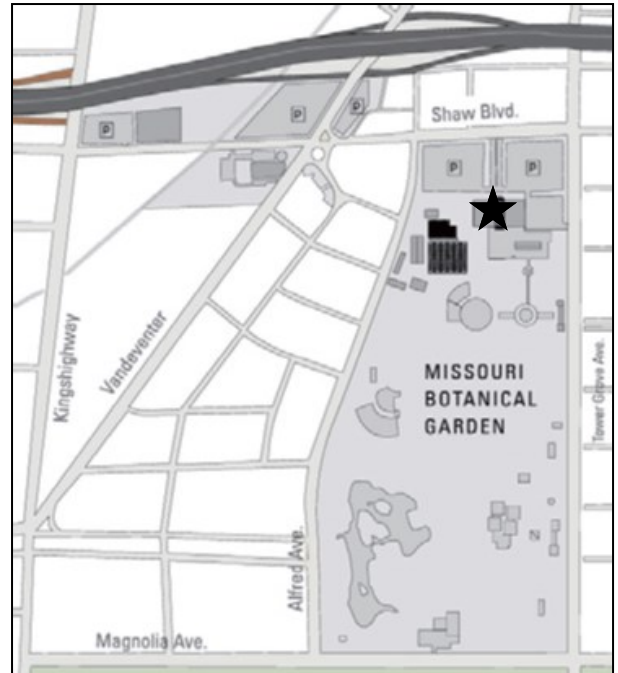 P
P
P
Shaw Blvd.
P
P
Kingshighway
Vandeventer
MISSOURI
BOTANICAL
GARDEN
Tower Grove Ave.
Alfred Ave.
Magnolia Ave.